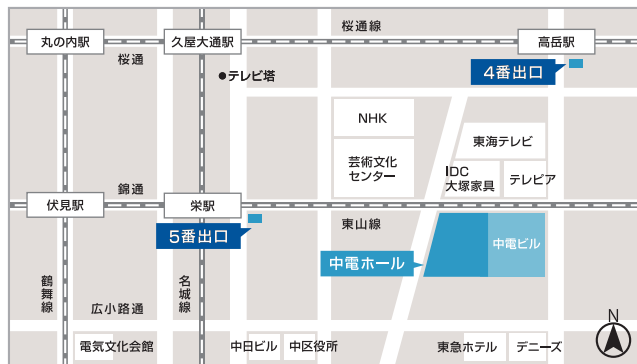 桜通線
丸の内駅
久屋大通駅
高岳駅
桜通
テレビ塔
4番出口
NHK
東海テレビ
芸術文化
センター
IDC
大塚家具
テレピア
錦通
伏見駅
栄駅
5番出口
東山線
中電ビル
中電ホール
鶴舞線
名城線
広小路通
N
電気文化会館
中日ビル
中区役所
東急ホテル
デニーズ